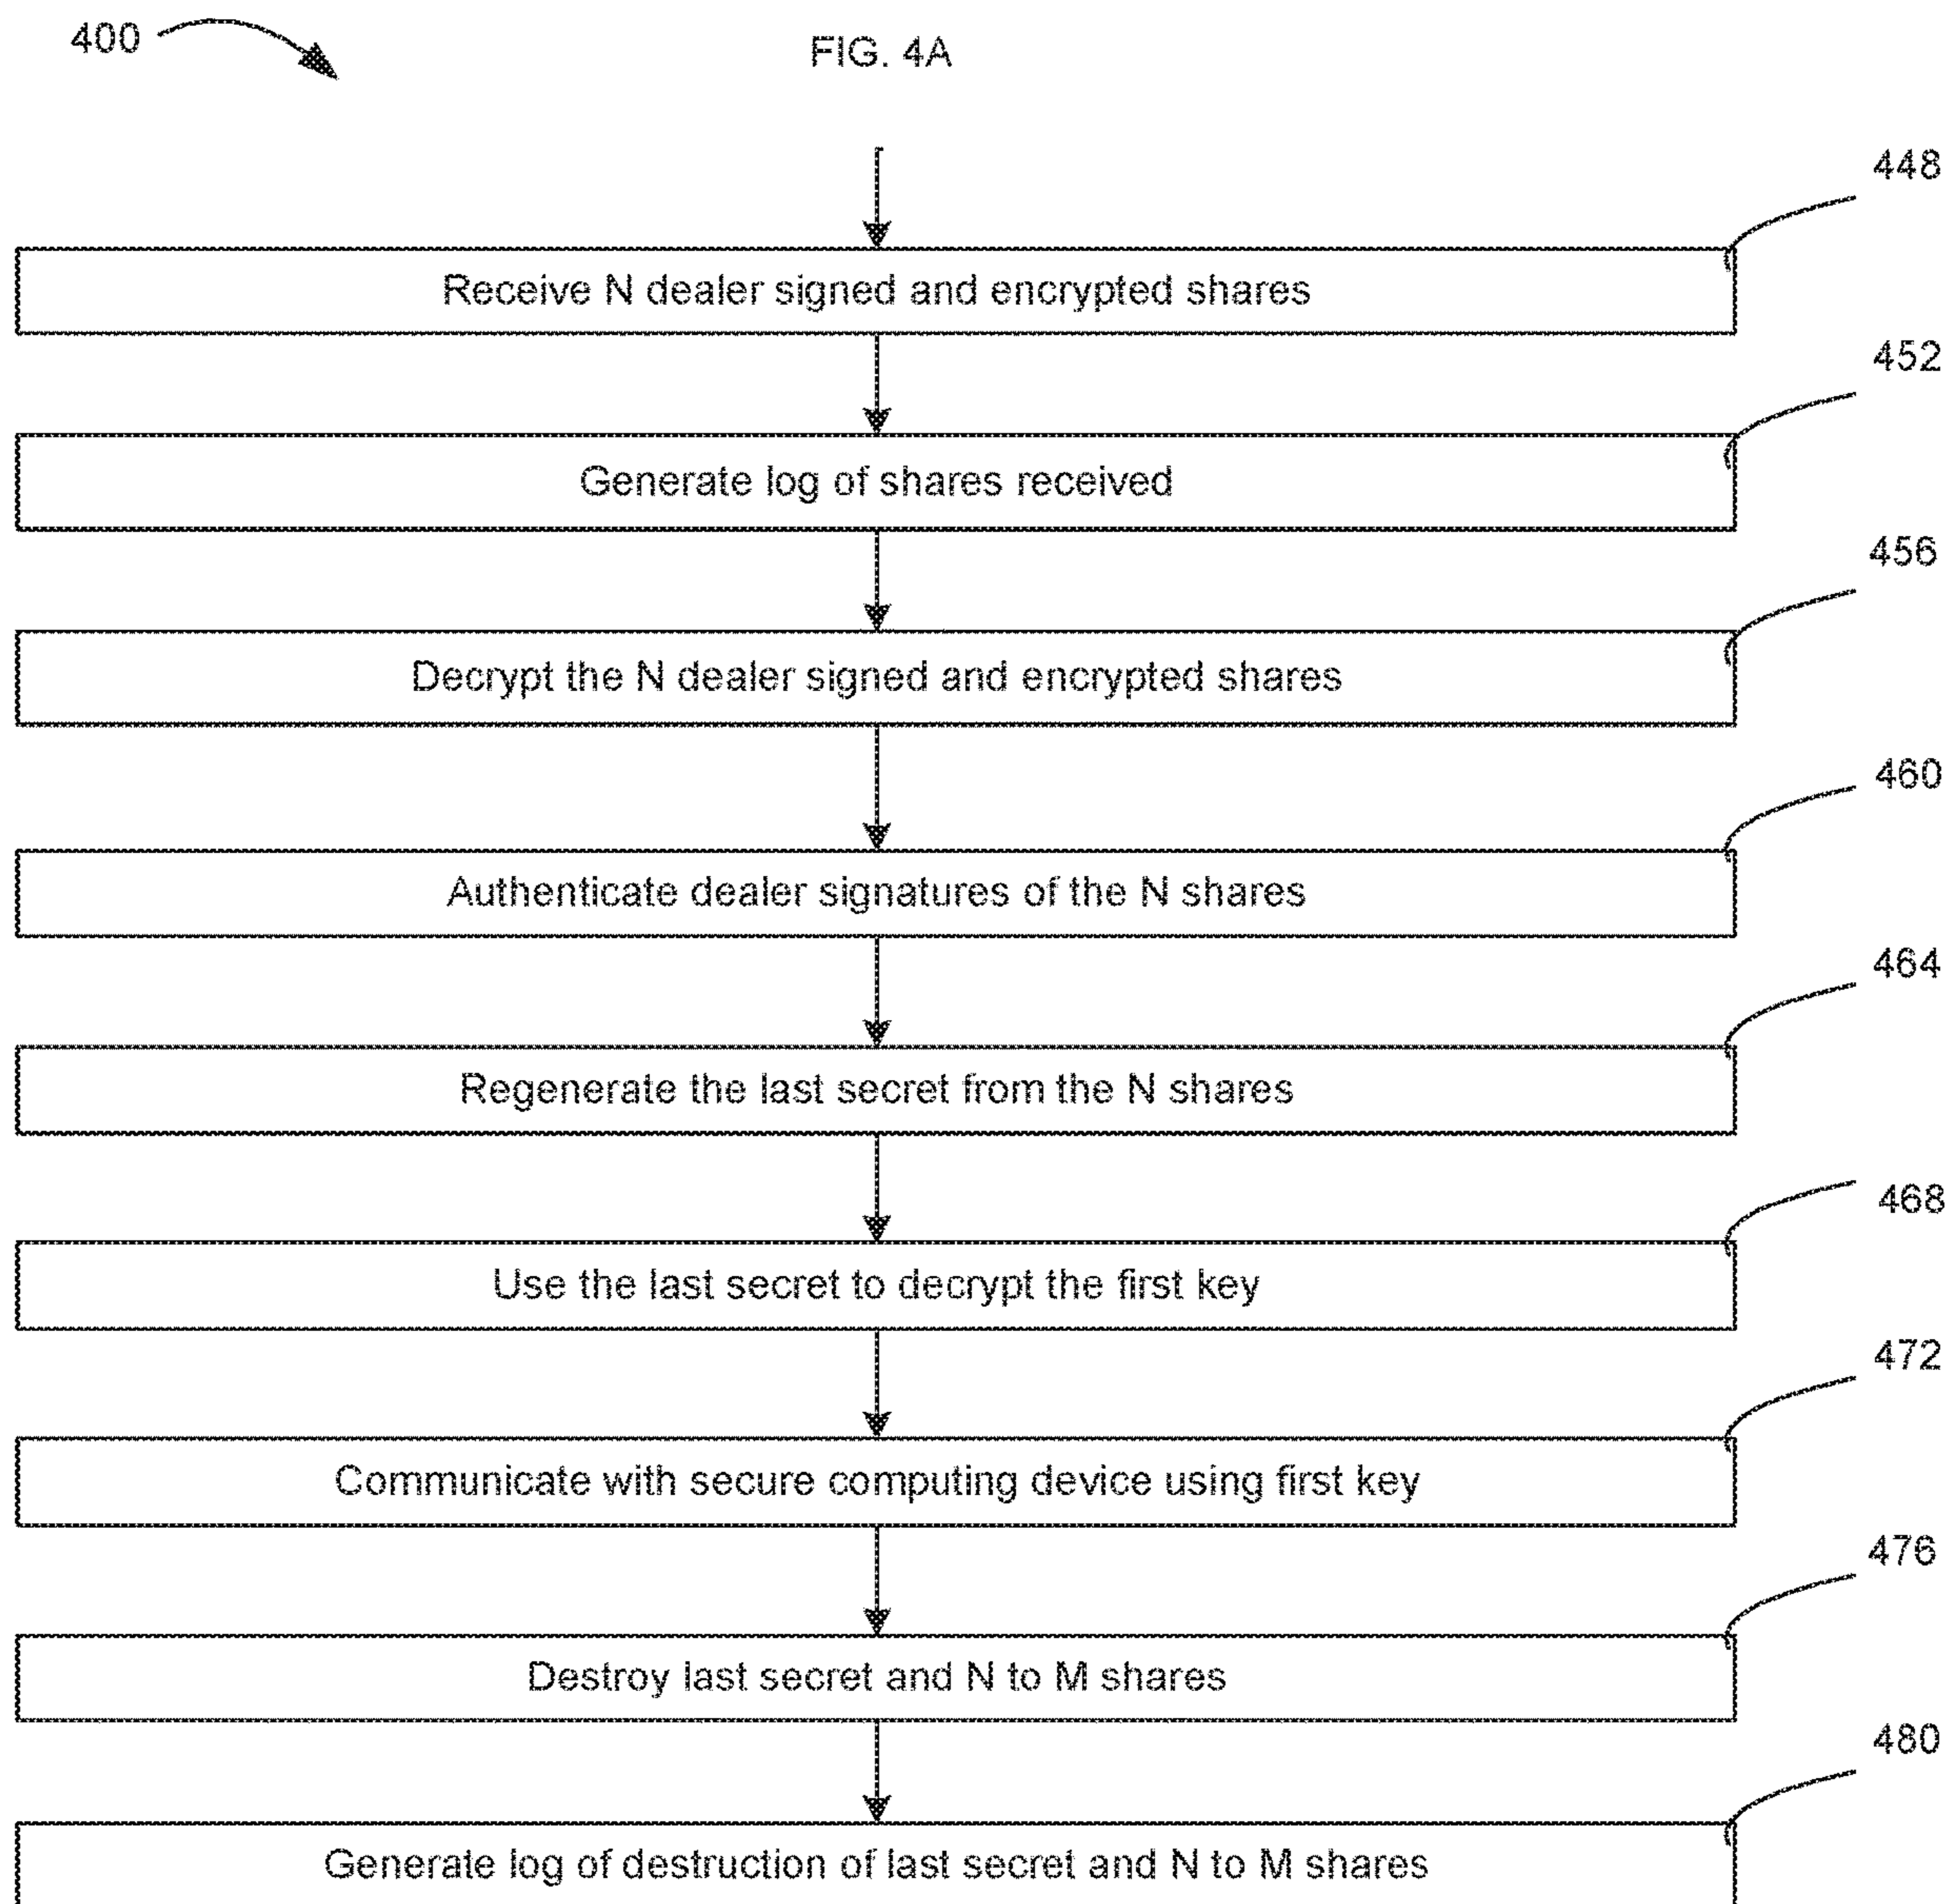 400
FIG. 4A
448
Receive N dealer signed and encrypted shares
452
Generate log of shares received
456
Decrypt the N dealer signed and encrypted shares
460
Authenticate dealer signatures of the N shares
464
Regenerate the last secret from the N shares
468
Use the last secret to decrypt the first key
472
Communicate with secure computing device using first key
476
Destroy last secret and N to M shares
480
Generate log of destruction of last secret and N to M shares